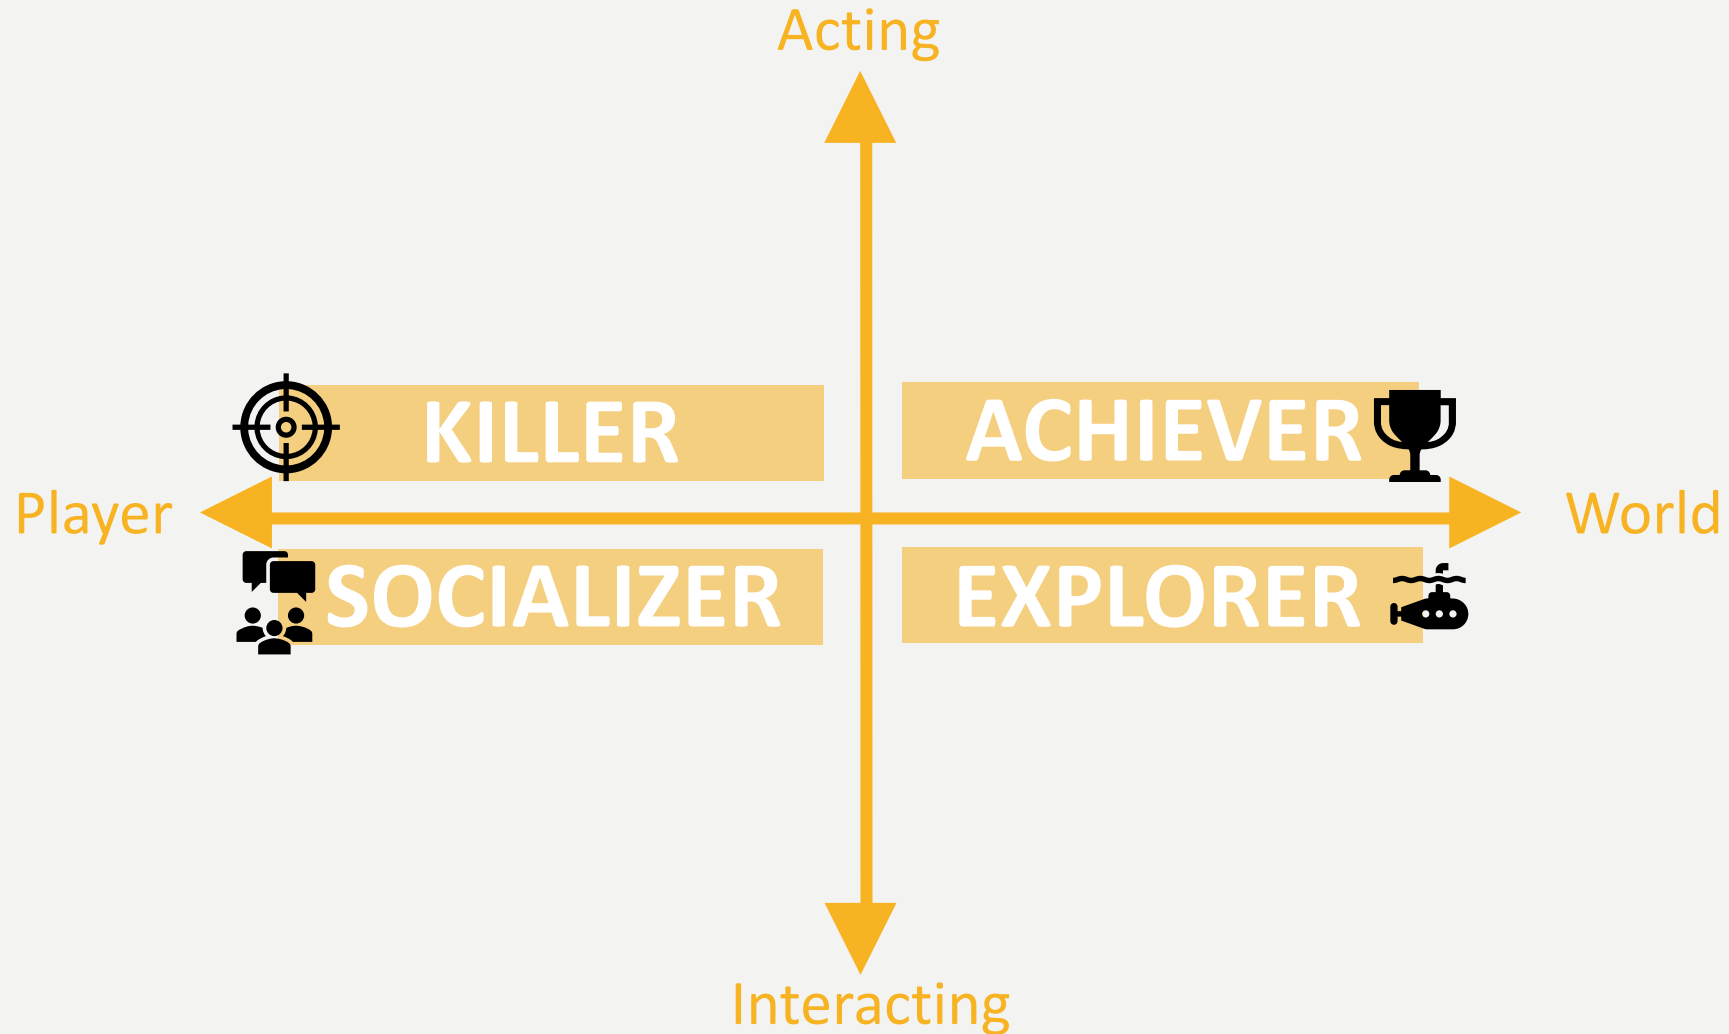 Acting
KILLER
ACHIEVER
Player
World
SOCIALIZER
EXPLORER
Interacting